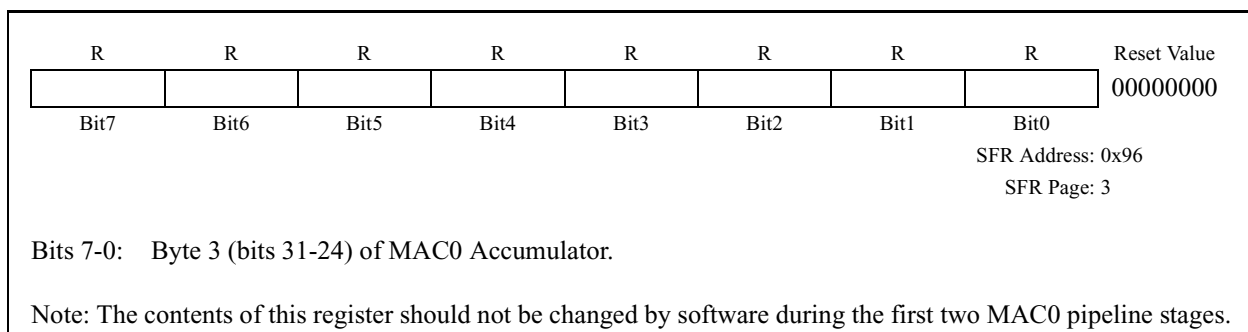 R R R R R R R R Reset Value
00000000
Bit7 Bit6 Bit5 Bit4 Bit3 Bit2 Bit1 Bit0
SFR Address: 0x96
SFR Page: 3
Bits 7-0: Byte 3 (bits 31-24) of MAC0 Accumulator.
Note: The contents of this register should not be changed by software during the first two MAC0 pipeline stages.